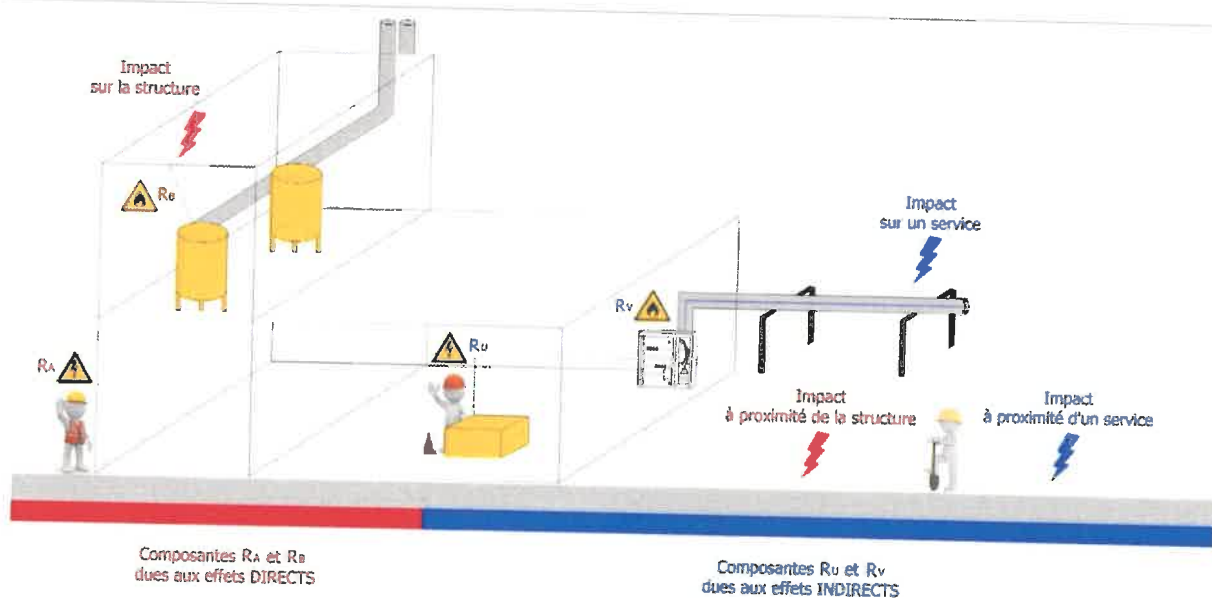 Impact
sur la structure
RB
Impact
sur un service
RV
RA
RU
Impact
à proximité de la structure
Impact
à proximité d'un service
Composantes RA et RB
dues aux effets DIRECTS
Composantes RU et RV
dues aux effets INDIRECTS